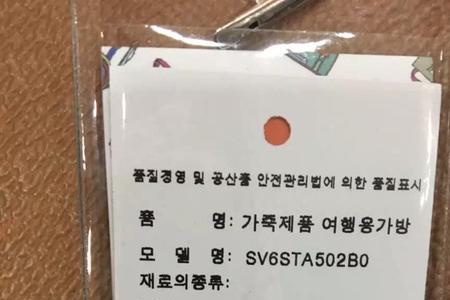 품질경영 및 공산품 안전관리법에 의한 품질표시
품 명: 가죽제품 여행용가방
모 델 명: SV6STA502B0
재료의종류: